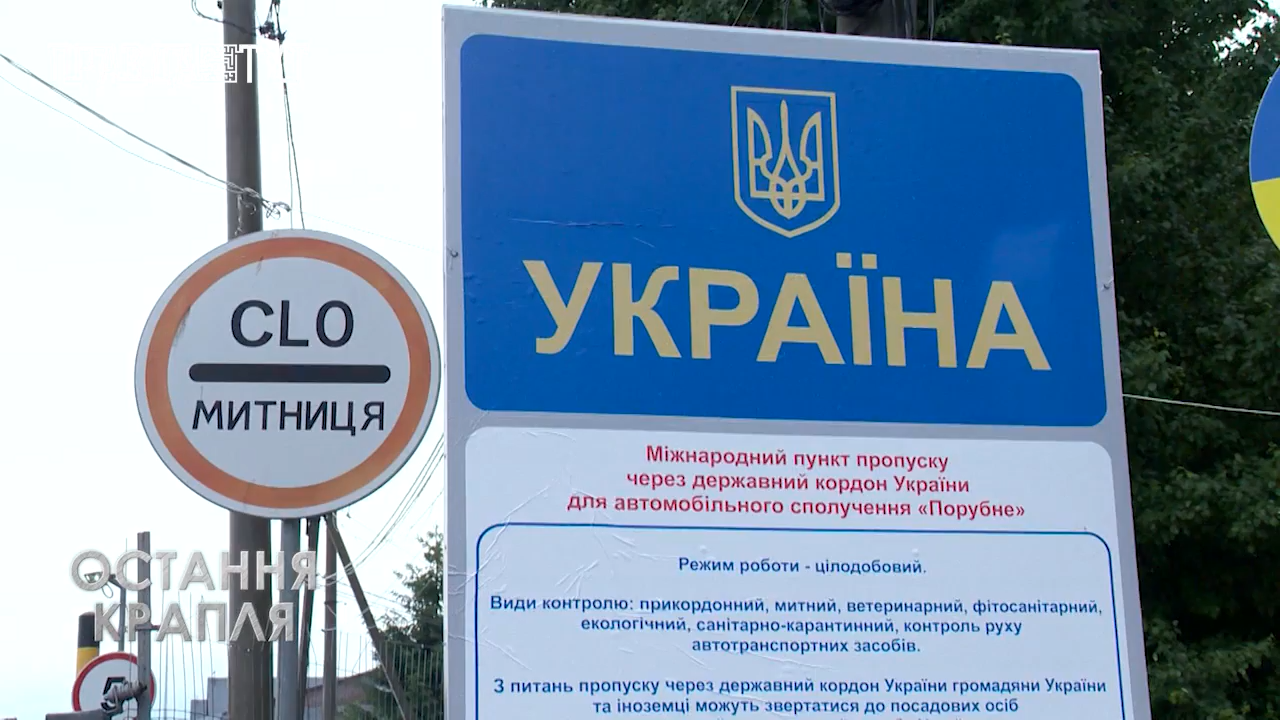 CLO
МИТНИЦЯ
УКРАЇНА
Міжнародний пункт пропуску
через державний кордон України
для автомобільного сполучення «Порубне»
Режим роботи - цілодобовий.
Види контролю: прикордонний, митний, ветеринарний, фітосанітарний,
екологічний, санітарно-карантинний, контроль руху
автотранспортних засобів.
З питань пропуску через державний кордон України громадяни України
та іноземці можуть звертатися до посадових осіб
ОСТАННЯ
КРАПЛЯ
5